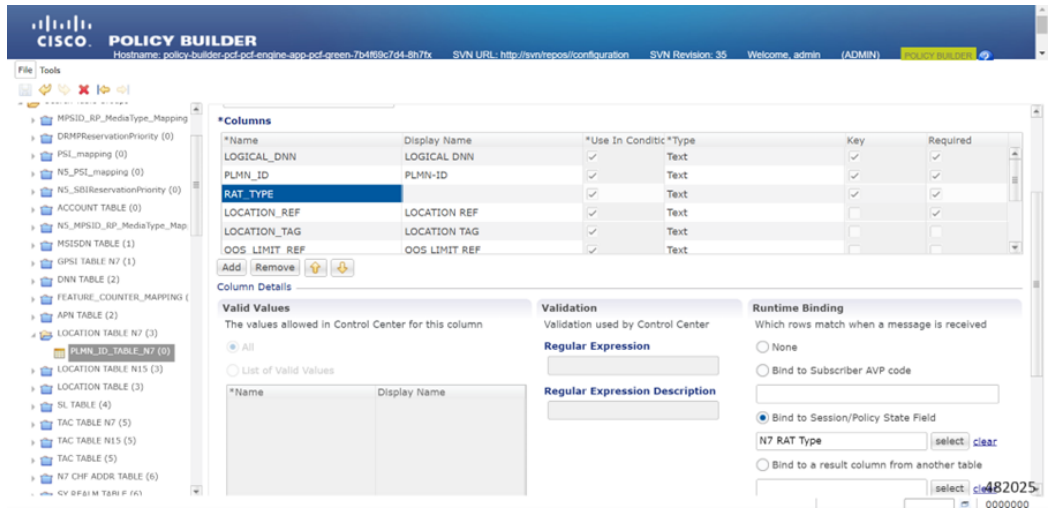 CISCO
POLICY BUILDER
Hostname: policy-builder-pcf-pcf-engine-app-pcf-green-7b4f69c7d4-8h7fx SVN URL: http://svn/repos//configuration SVN Revision: 35 Welcome, admin (ADMIN) POLICY BUILDER
File Tools
MPSID_RP_MediaType_Mapping
DRMPReservationPriority (0)
PSI_mapping (0)
N5_PSI_mapping (0)
N5_SBIReservationPriority (0)
ACCOUNT TABLE (0)
N5_MPSID_RP_MediaType_Map
MSISDN TABLE (1)
GPSI TABLE N7 (1)
DNN TABLE (2)
FEATURE_COUNTER_MAPPING (
APN TABLE (2)
LOCATION TABLE N7 (3)
PLMN_ID_TABLE_N7 (0)
LOCATION TABLE N15 (3)
LOCATION TABLE (3)
SL TABLE (4)
TAC TABLE N7 (5)
TAC TABLE N15 (5)
TAC TABLE (5)
N7 CHF ADDR TABLE (6)
SY REALM TABLE (6)
*Columns
*Name Display Name *Use In Conditic *Type Key Required
LOGICAL_DNN LOGICAL DNN Text
PLMN_ID PLMN-ID Text
RAT_TYPE Text
LOCATION_REF LOCATION REF Text
LOCATION_TAG LOCATION TAG Text
OOS_LIMIT_REF OOS LIMIT REF Text
Add Remove
Column Details
Valid Values
The values allowed in Control Center for this column
All
List of Valid Values
*Name Display Name
Validation
Validation used by Control Center
Regular Expression
Regular Expression Description
Runtime Binding
Which rows match when a message is received
None
Bind to Subscriber AVP code
Bind to Session/Policy State Field
N7 RAT Type select clear
Bind to a result column from another table
select
482025
0000000